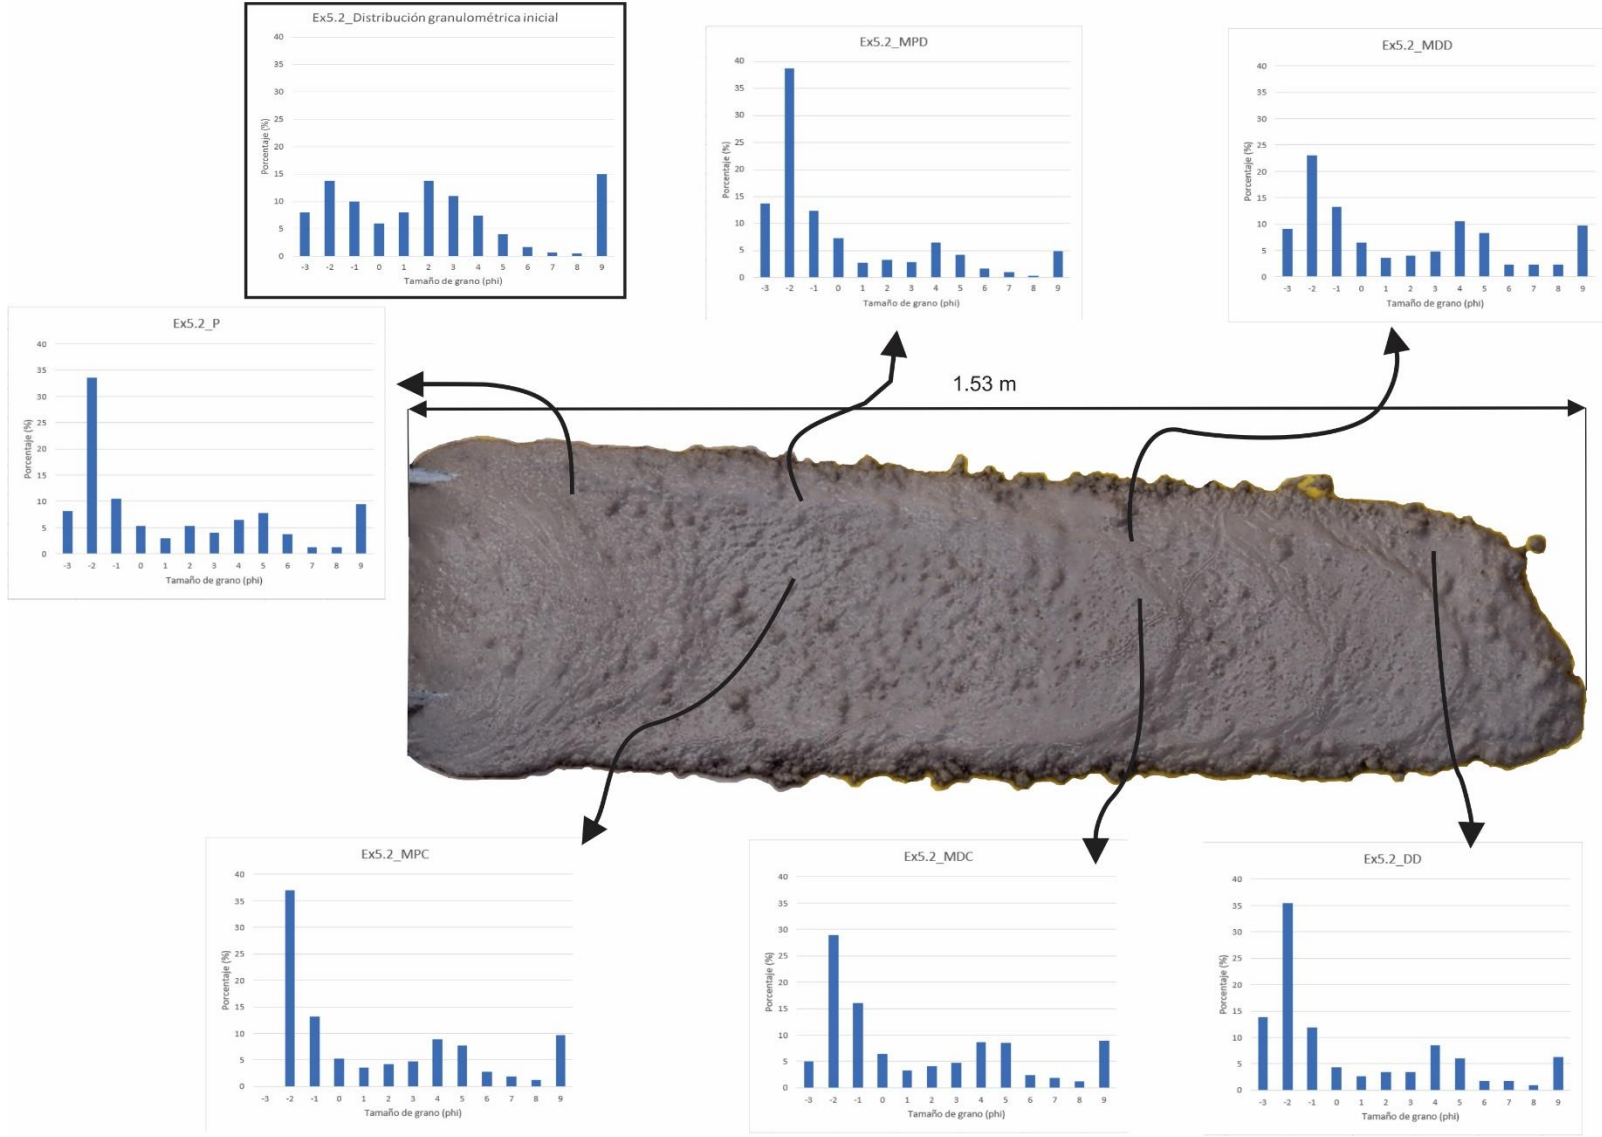 Ex5.2_Distribución granulométrica inicial
40
35
30
25
20
15
10
5
0
Porcentaje (%)
-3 -2 -1 0 1 2 3 4 5 6 7 8 9
Tamaño de grano (phi)
Ex5.2_MPD
40
35
30
25
20
15
10
5
0
Porcentaje (%)
-3 -2 -1 0 1 2 3 4 5 6 7 8 9
Tamaño de grano (phi)
Ex5.2_MDD
40
35
30
25
20
15
10
5
0
Porcentaje (%)
-3 -2 -1 0 1 2 3 4 5 6 7 8 9
Tamaño de grano (phi)
Ex5.2_P
40
35
30
25
20
15
10
5
0
Porcentaje (%)
-3 -2 -1 0 1 2 3 4 5 6 7 8 9
Tamaño de grano (phi)
1.53 m
Ex5.2_MPC
40
35
30
25
20
15
10
5
0
Porcentaje (%)
-3 -2 -1 0 1 2 3 4 5 6 7 8 9
Tamaño de grano (phi)
Ex5.2_MDC
40
35
30
25
20
15
10
5
0
Porcentaje (%)
-3 -2 -1 0 1 2 3 4 5 6 7 8 9
Tamaño de grano (phi)
Ex5.2_DD
40
35
30
25
20
15
10
5
0
Porcentaje (%)
-3 -2 -1 0 1 2 3 4 5 6 7 8 9
Tamaño de grano (phi)